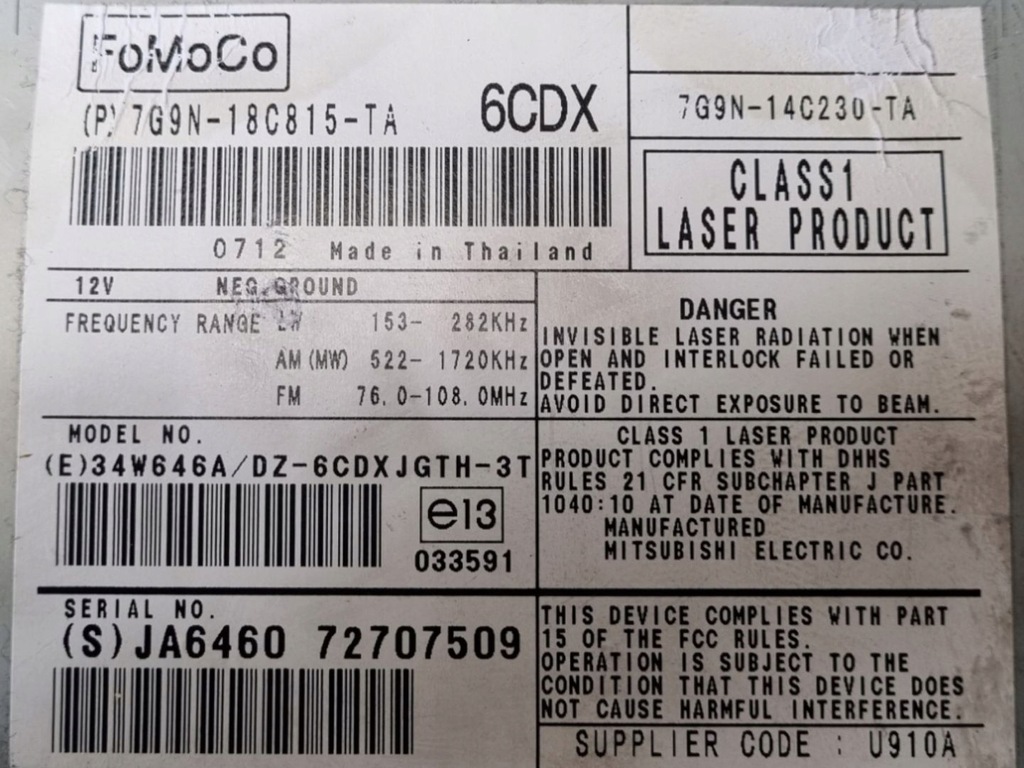 FoMoCo
(P) 7G9N-18C815-TA 6CDX
0712 Made in Thailand
7G9N-14C230-TA
CLASS1
LASER PRODUCT
12V NEG.GROUND
FREQUENCY RANGE LW 153- 282KHz
AM(MW) 522- 1720KHz
FM 76.0-108.0MHz
DANGER
INVISIBLE LASER RADIATION WHEN
OPEN AND INTERLOCK FAILED OR
DEFEATED.
AVOID DIRECT EXPOSURE TO BEAM.
MODEL NO.
(E)34W646A/DZ-6CDXJGTH-3T
e13
033591
CLASS 1 LASER PRODUCT
PRODUCT COMPLIES WITH DHHS
RULES 21 CFR SUBCHAPTER J PART
1040:10 AT DATE OF MANUFACTURE.
MANUFACTURED
MITSUBISHI ELECTRIC CO.
SERIAL NO.
(S)JA6460 72707509
THIS DEVICE COMPLIES WITH PART
15 OF THE FCC RULES.
OPERATION IS SUBJECT TO THE
CONDITION THAT THIS DEVICE DOES
NOT CAUSE HARMFUL INTERFERENCE.
SUPPLIER CODE : U910A